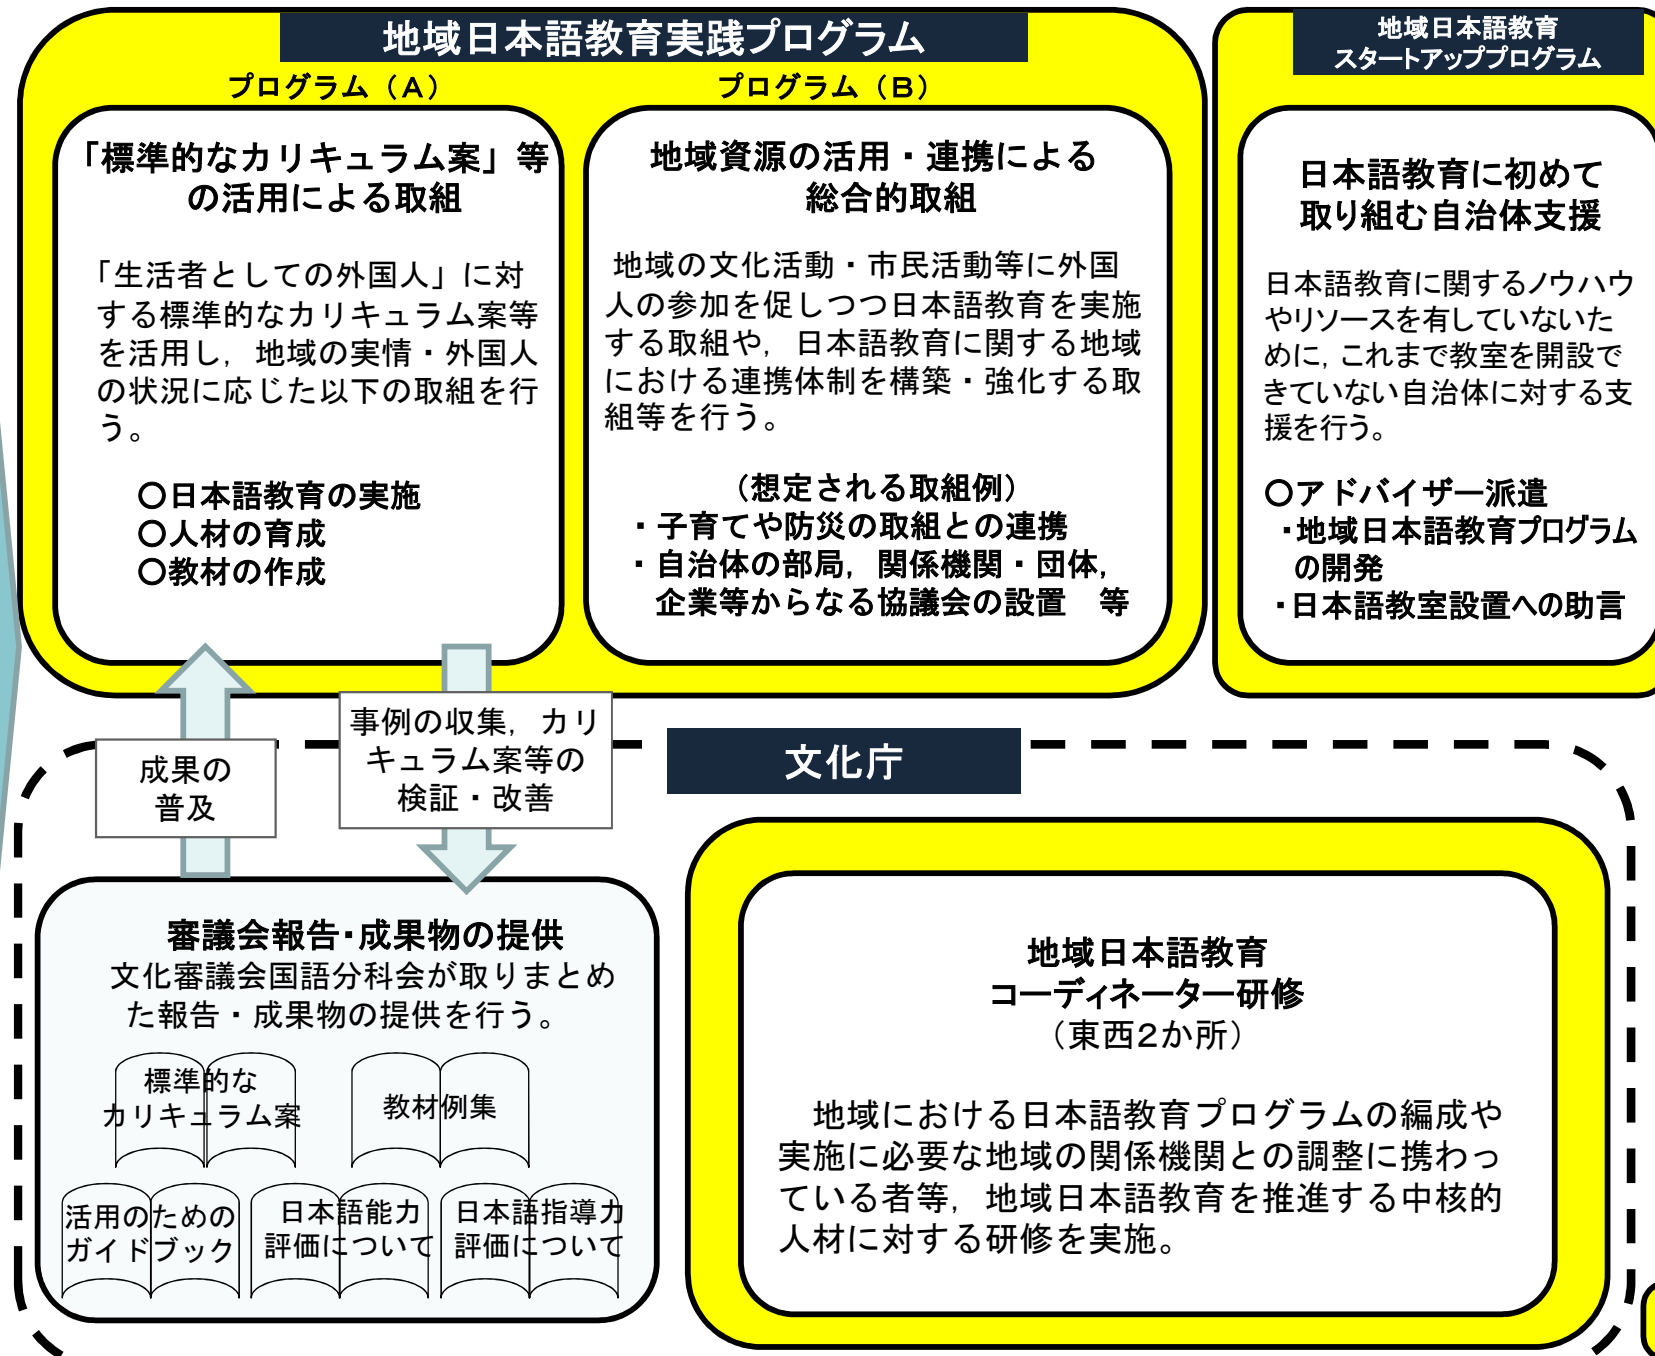 地域日本語教育実践プログラム
プログラム（Ａ）
「標準的なカリキュラム案」等
の活用による取組
「生活者としての外国人」に対
する標準的なカリキュラム案等
を活用し，地域の実情・外国人
の状況に応じた以下の取組を行
う。
○日本語教育の実施
○人材の育成
○教材の作成
プログラム（Ｂ）
地域資源の活用・連携による
総合的取組
地域の文化活動・市民活動等に外国
人の参加を促しつつ日本語教育を実施
する取組や，日本語教育に関する地域
における連携体制を構築・強化する取
組等を行う。
（想定される取組例）
・子育てや防災の取組との連携
・自治体の部局，関係機関・団体，
企業等からなる協議会の設置　等
地域日本語教育
スタートアッププログラム
日本語教育に初めて
取り組む自治体支援
日本語教育に関するノウハウ
やリソースを有していないた
めに，これまで教室を開設で
きていない自治体に対する支
援を行う。
○アドバイザー派遣
・地域日本語教育プログラム
の開発
・日本語教室設置への助言
成果の
普及
事例の収集，カリ
キュラム案等の
検証・改善
文化庁
審議会報告・成果物の提供
文化審議会国語分科会が取りまとめ
た報告・成果物の提供を行う。
標準的な
カリキュラム案
教材例集
活用のための
ガイドブック
日本語能力
評価について
日本語指導力
評価について
地域日本語教育
コーディネーター研修
（東西２か所）
地域における日本語教育プログラムの編成や
実施に必要な地域の関係機関との調整に携わっ
ている者等，地域日本語教育を推進する中核的
人材に対する研修を実施。